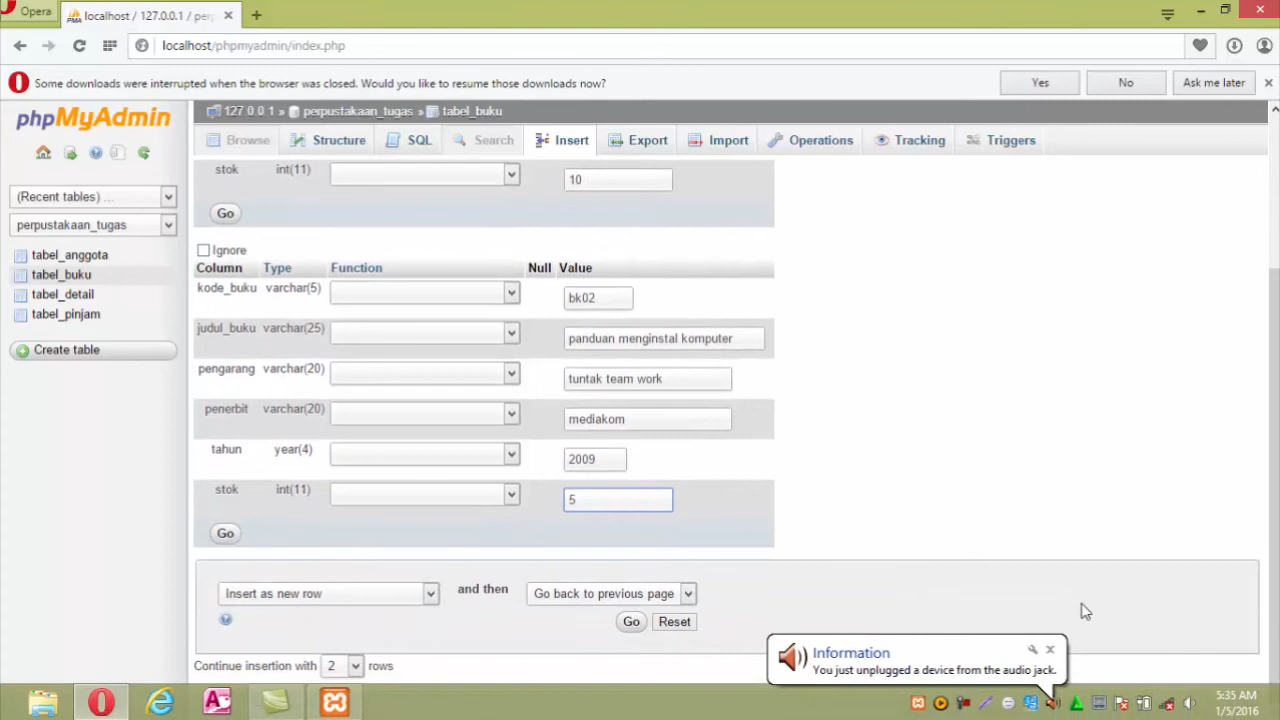 Opera
localhost / 127.0.0.1 / per
localhost/phpmyadmin/index.php
Some downloads were interrupted when the browser was closed. Would you like to resume those downloads now?
Yes
No
Ask me later
phpMyAdmin
127.0.0.1 » perpustakaan_tugas » tabel_buku
Browse
Structure
SQL
Search
Insert
Export
Import
Operations
Tracking
Triggers
(Recent tables) ...
perpustakaan_tugas
tabel_anggota
tabel_buku
tabel_detail
tabel_pinjam
Create table
stok int(11) 10
Go
Ignore
Column Type Function Null Value
kode_buku varchar(5) bk02
judul_buku varchar(25) panduan menginstal komputer
pengarang varchar(20) tuntak team work
penerbit varchar(20) mediakom
tahun year(4) 2009
stok int(11) 5
Go
Insert as new row and then Go back to previous page
Go Reset
Continue insertion with 2 rows
Information
You just unplugged a device from the audio jack.
5:35 AM
1/5/2016